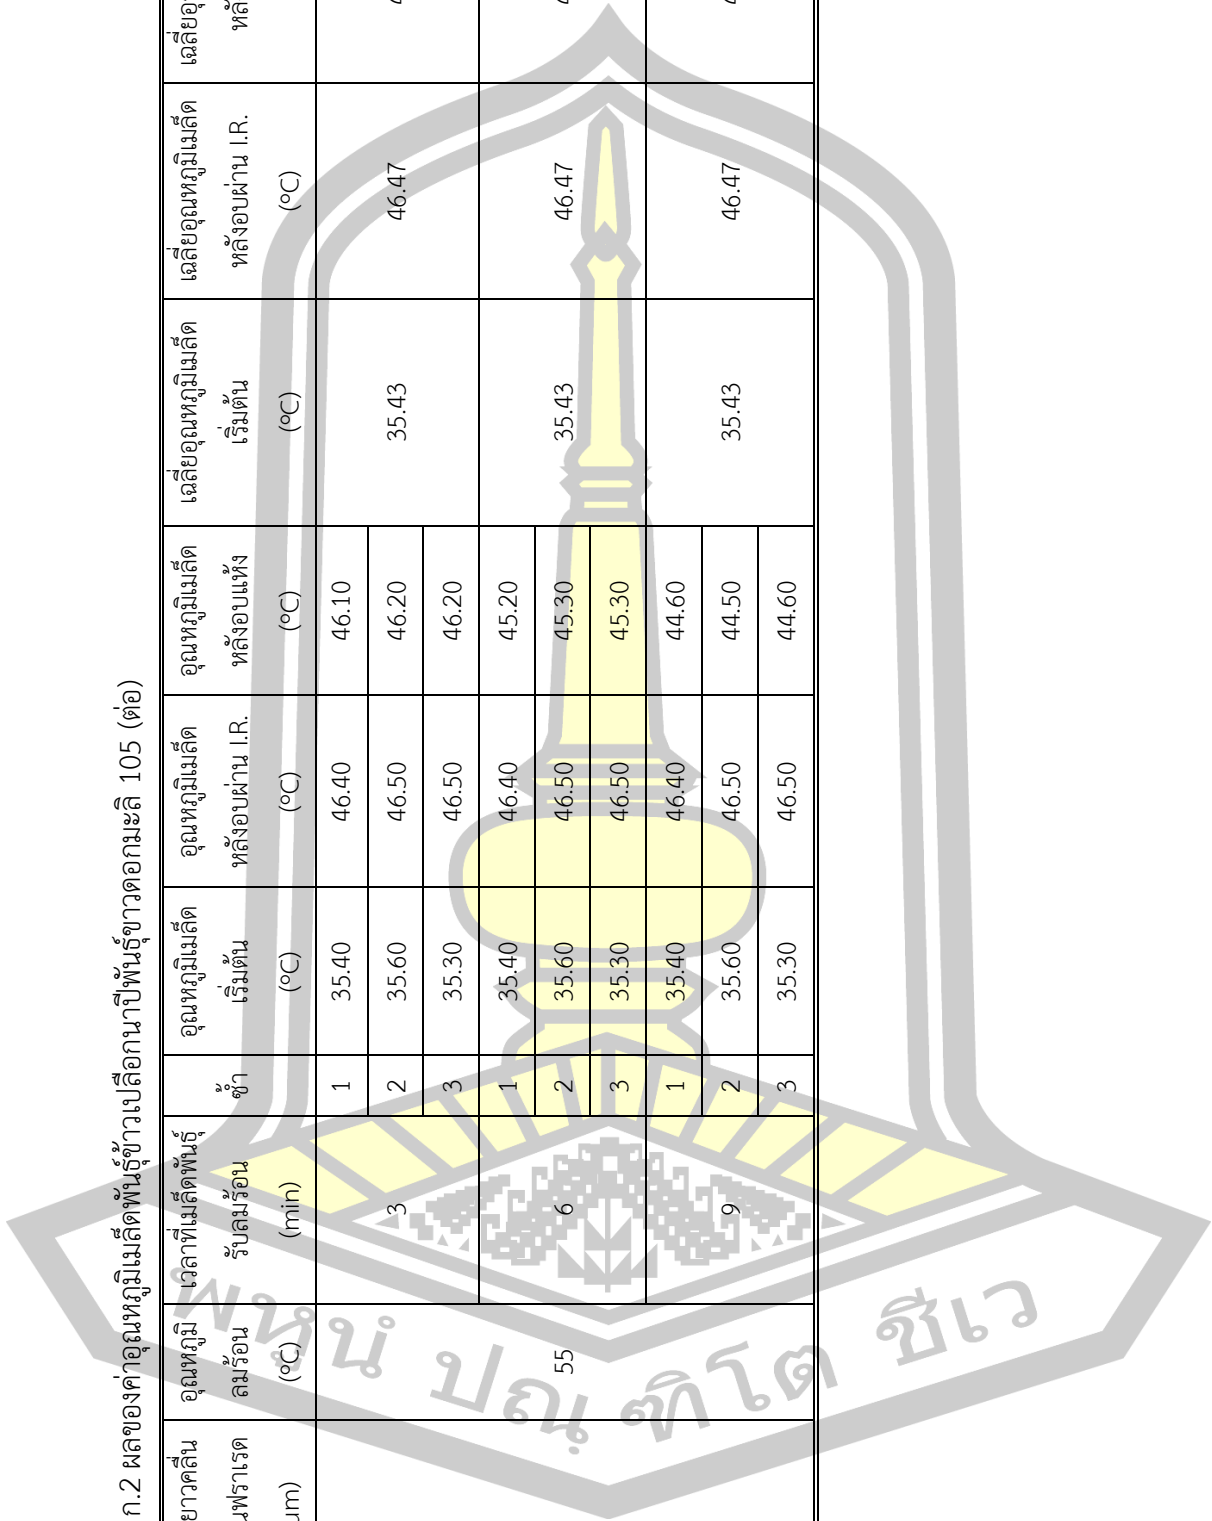 ก.2 ผลของค่าอุณหภูมิเมล็ดพันธุ์ข้าวเปลือกนาปีพันธุ์ขาวดอกมะลิ 105 (ต่อ)
อุณหภูมิ เวลาที่เมล็ดพันธุ์ อุณหภูมิเมล็ด อุณหภูมิเมล็ด อุณหภูมิเมล็ด เฉลี่ยอุณหภูมิเมล็ด เฉลี่ยอุณหภูมิเมล็ด
ลมร้อน รับลมร้อน ซ้ำ เริ่มต้น หลังอบผ่าน I.R. หลังอบแห้ง เริ่มต้น หลังอบผ่าน I.R.
(°C) (min) (°C) (°C) (°C) (°C) (°C)
1 35.40 46.40 46.10
3 2 35.60 46.50 46.20 35.43 46.47
3 35.30 46.50 46.20
1 35.40 46.40 45.20
55 6 2 35.60 46.50 45.30 35.43 46.47
3 35.30 46.50 45.30
1 35.40 46.40 44.60
9 2 35.60 46.50 44.50 35.43 46.47
3 35.30 46.50 44.60
พหูนํ ปณฺฑิโต ชีเว